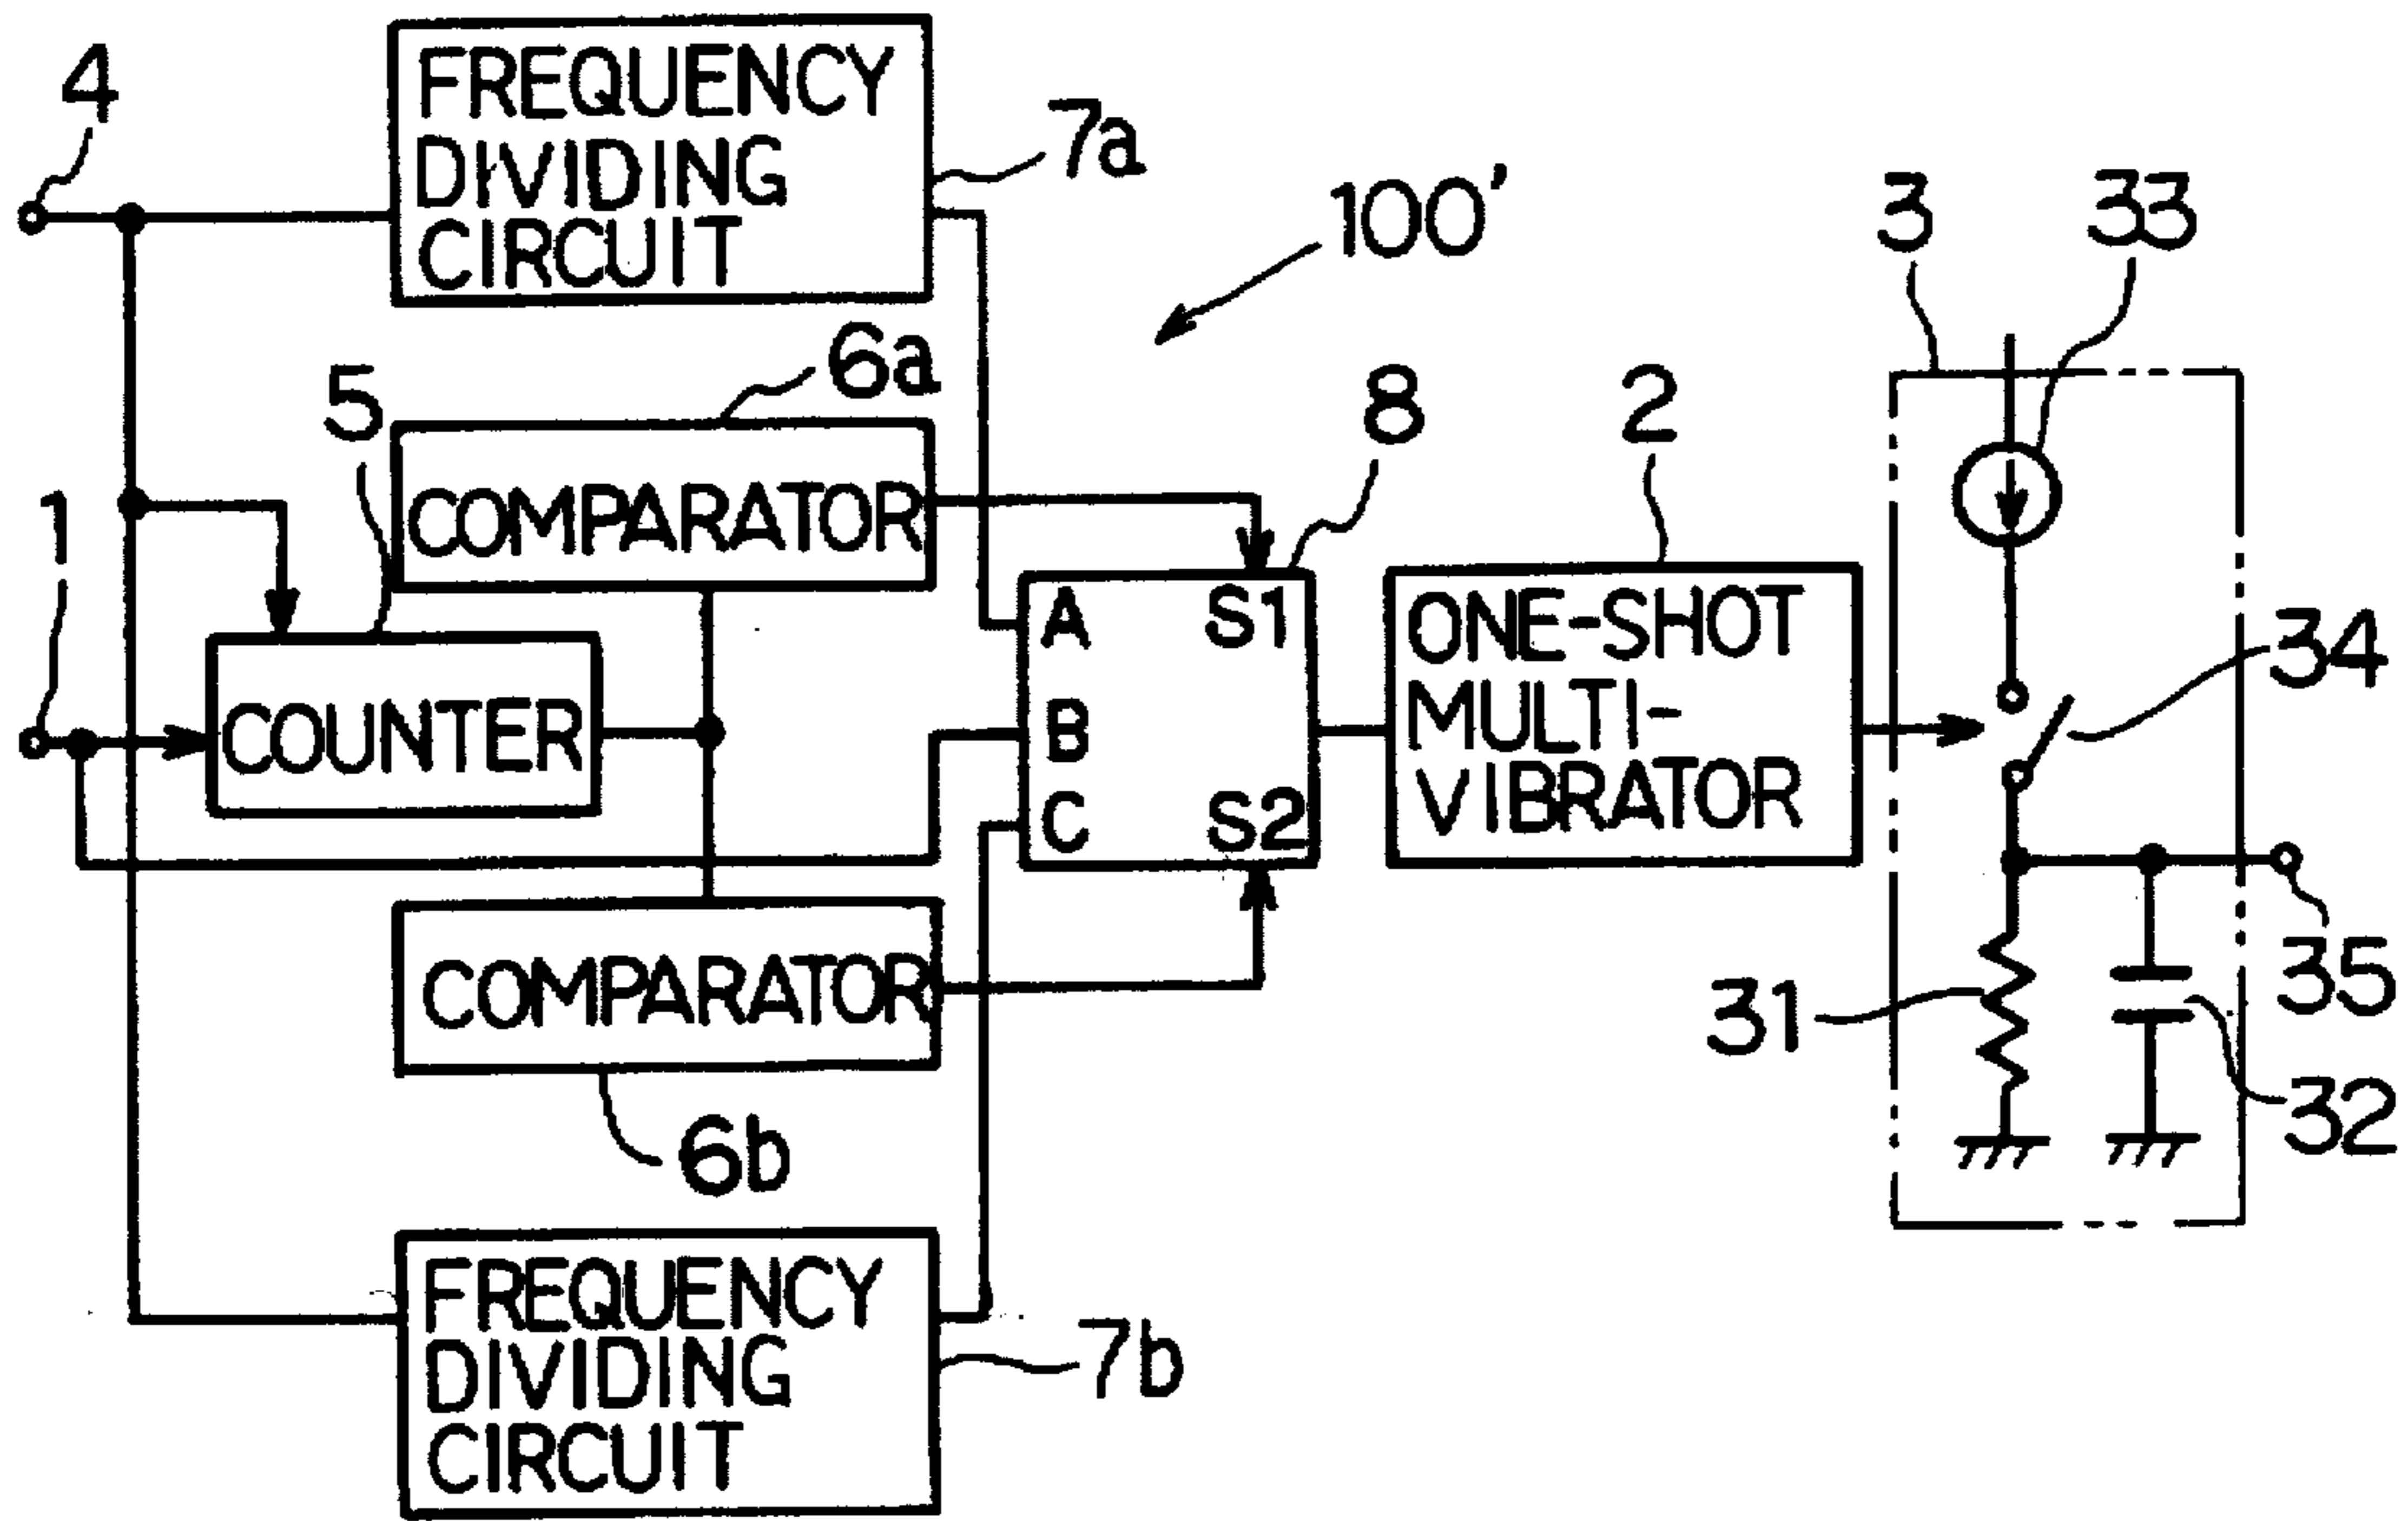 4
FREQUENCY
DIVIDING
CIRCUIT
7a
100'
3
33
5
6a
8
2
COMPARATOR
1
COUNTER
A
S1
B
C
S2
ONE-SHOT
MULTI-
VIBRATOR
34
COMPARATOR
35
31
32
6b
FREQUENCY
DIVIDING
CIRCUIT
7b